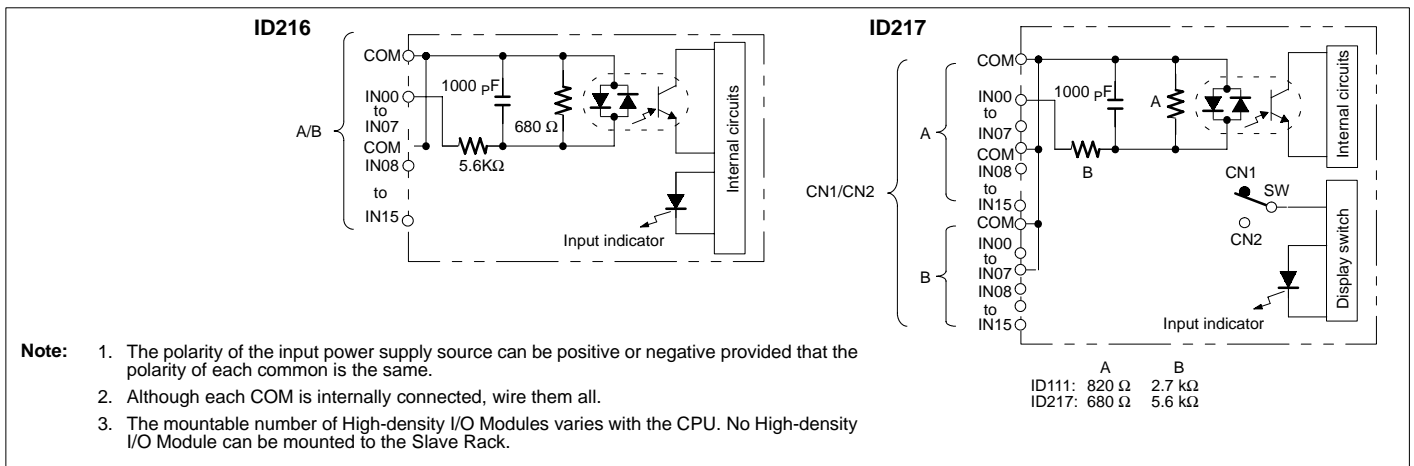 ID216
A/B
COM
IN00
to
IN07
COM
IN08
to
IN15
1000 PF
680 Ω
5.6KΩ
Input indicator
Internal circuits
ID217
CN1/CN2
A
B
COM
IN00
to
IN07
COM
IN08
to
IN15
COM
IN00
to
IN07
IN08
to
IN15
1000 PF
A
B
Internal circuits
CN1
SW
CN2
Display switch
Input indicator
A B
ID111: 820 Ω 2.7 kΩ
ID217: 680 Ω 5.6 kΩ
Note: 1. The polarity of the input power supply source can be positive or negative provided that the
polarity of each common is the same.
2. Although each COM is internally connected, wire them all.
3. The mountable number of High-density I/O Modules varies with the CPU. No High-density
I/O Module can be mounted to the Slave Rack.